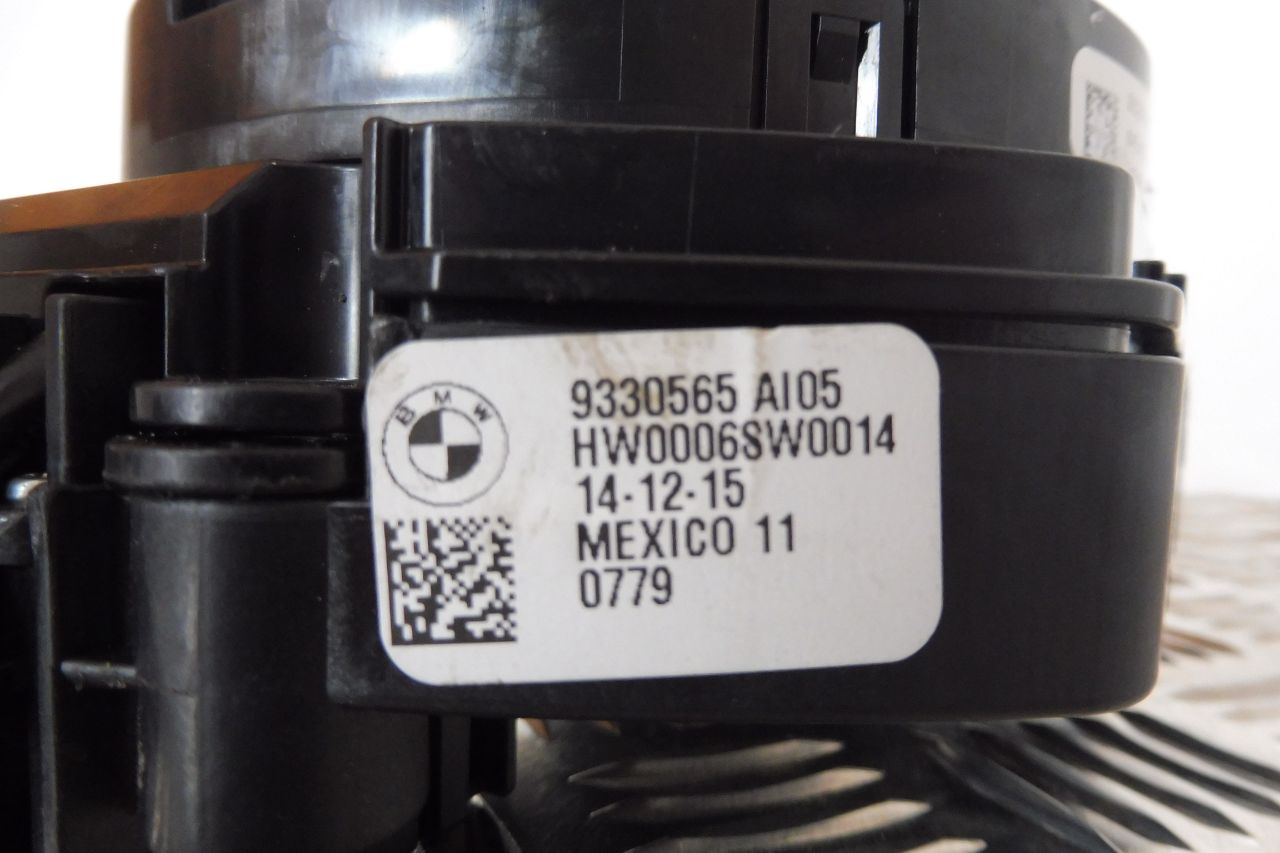 BMW
9330565 AI05
HW0006SW0014
14-12-15
MEXICO 11
0779